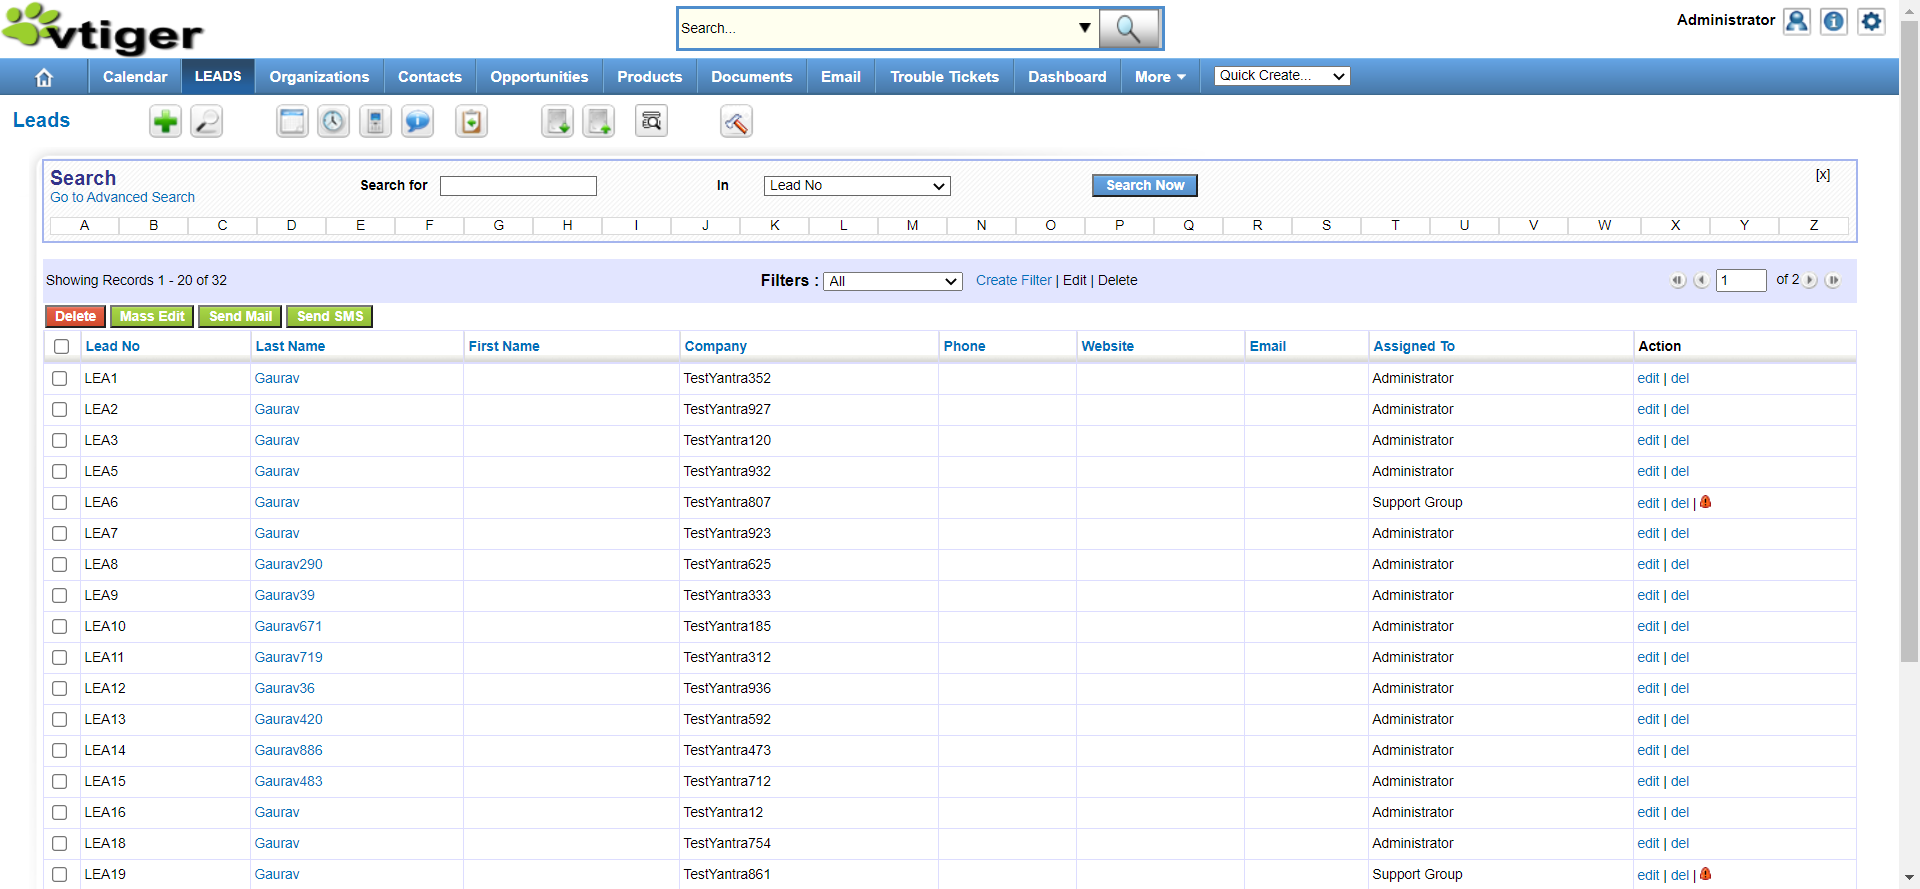 vtiger
Search...
Administrator
Calendar LEADS Organizations Contacts Opportunities Products Documents Email Trouble Tickets Dashboard More Quick Create...
Leads
Search
Go to Advanced Search
Search for In Lead No Search Now [x]
A B C D E F G H I J K L M N O P Q R S T U V W X Y Z
Showing Records 1 - 20 of 32 Filters : All Create Filter | Edit | Delete 1 of 2
Delete Mass Edit Send Mail Send SMS
Lead No Last Name First Name Company Phone Website Email Assigned To Action
LEA1 Gaurav TestYantra352 Administrator edit | del
LEA2 Gaurav TestYantra927 Administrator edit | del
LEA3 Gaurav TestYantra120 Administrator edit | del
LEA5 Gaurav TestYantra932 Administrator edit | del
LEA6 Gaurav TestYantra807 Support Group edit | del |
LEA7 Gaurav TestYantra923 Administrator edit | del
LEA8 Gaurav290 TestYantra625 Administrator edit | del
LEA9 Gaurav39 TestYantra333 Administrator edit | del
LEA10 Gaurav671 TestYantra185 Administrator edit | del
LEA11 Gaurav719 TestYantra312 Administrator edit | del
LEA12 Gaurav36 TestYantra936 Administrator edit | del
LEA13 Gaurav420 TestYantra592 Administrator edit | del
LEA14 Gaurav886 TestYantra473 Administrator edit | del
LEA15 Gaurav483 TestYantra712 Administrator edit | del
LEA16 Gaurav TestYantra12 Administrator edit | del
LEA18 Gaurav TestYantra754 Administrator edit | del
LEA19 Gaurav TestYantra861 Support Group edit | del |